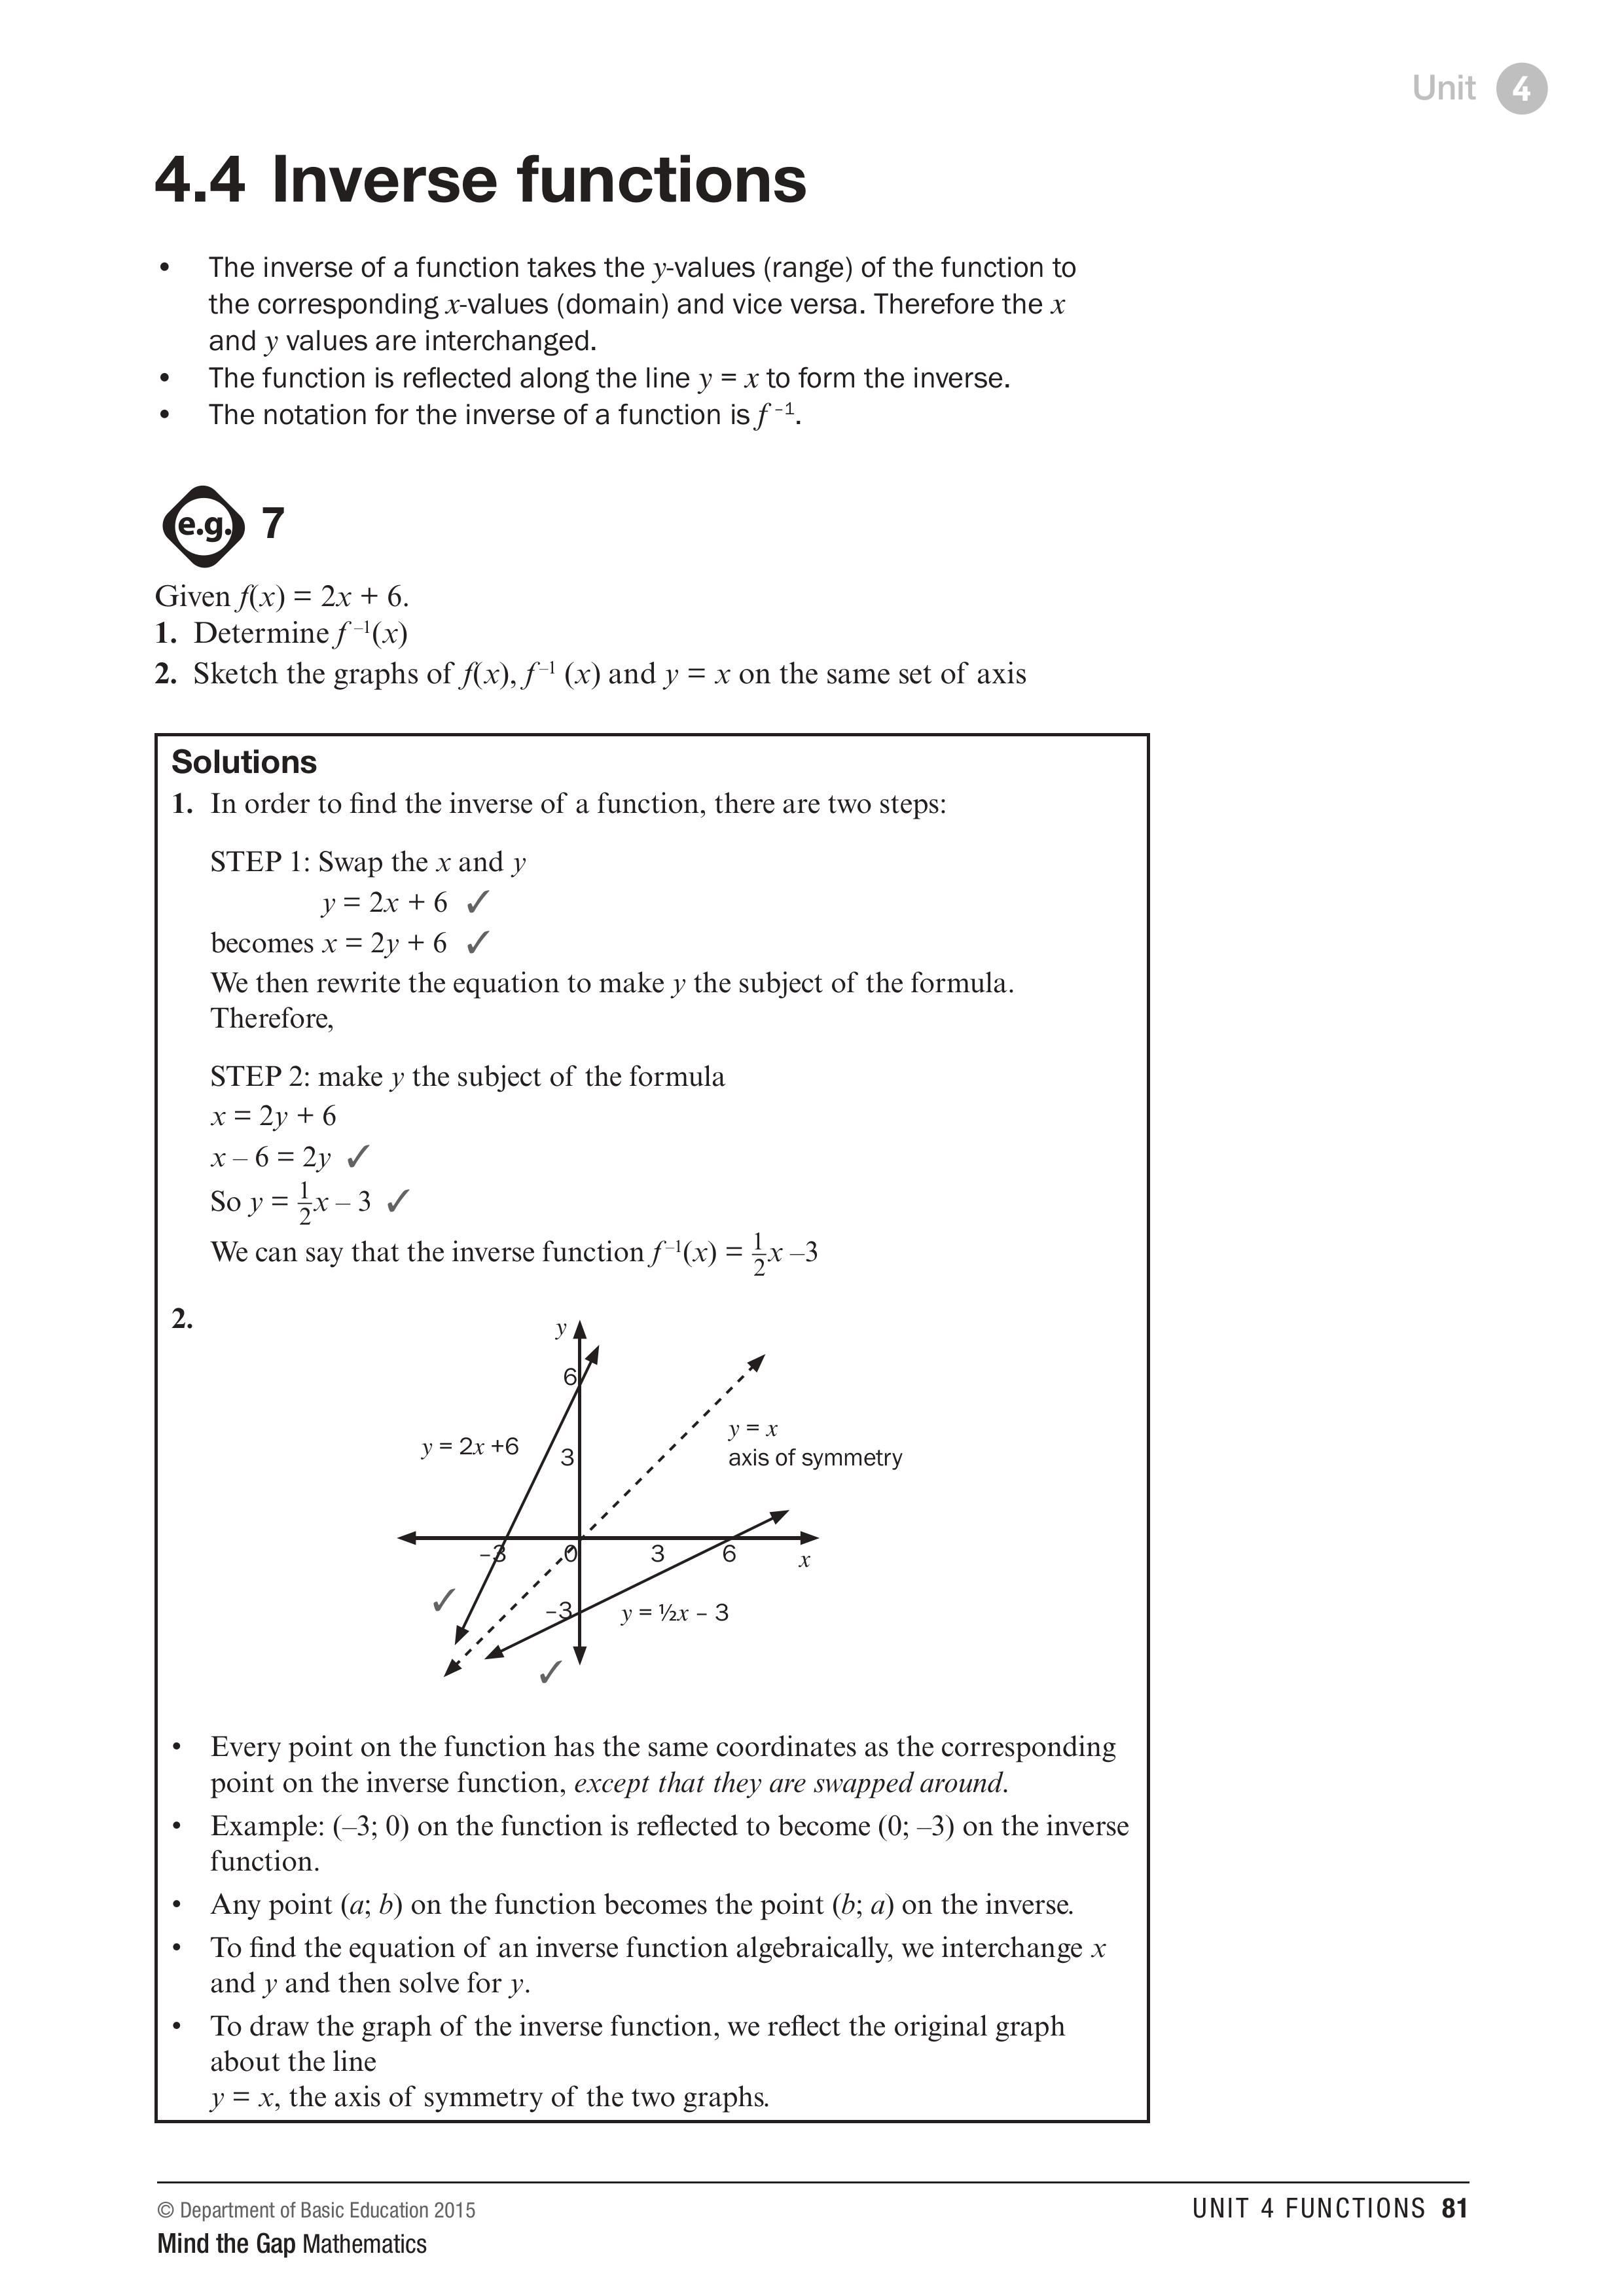 Unit 4
4.4 Inverse functions
• The inverse of a function takes the y-values (range) of the function to
the corresponding x-values (domain) and vice versa. Therefore the x
and y values are interchanged.
• The function is reflected along the line y = x to form the inverse.
• The notation for the inverse of a function is f⁻¹.
e.g. 7
Given f(x) = 2x + 6.
1. Determine f⁻¹(x)
2. Sketch the graphs of f(x), f⁻¹ (x) and y = x on the same set of axis
Solutions
1. In order to find the inverse of a function, there are two steps:
STEP 1: Swap the x and y
y = 2x + 6 ✓
becomes x = 2y + 6 ✓
We then rewrite the equation to make y the subject of the formula.
Therefore,
STEP 2: make y the subject of the formula
x = 2y + 6
x – 6 = 2y ✓
So y = 1/2x – 3 ✓
We can say that the inverse function f⁻¹(x) = 1/2x –3
2.
y
6
y = 2x +6
3
y = x
axis of symmetry
–3 0 3 6 x
–3
y = ½x – 3
• Every point on the function has the same coordinates as the corresponding
point on the inverse function, except that they are swapped around.
• Example: (–3; 0) on the function is reflected to become (0; –3) on the inverse
function.
• Any point (a; b) on the function becomes the point (b; a) on the inverse.
• To find the equation of an inverse function algebraically, we interchange x
and y and then solve for y.
• To draw the graph of the inverse function, we reflect the original graph
about the line
y = x, the axis of symmetry of the two graphs.
© Department of Basic Education 2015
UNIT 4 FUNCTIONS 81
Mind the Gap Mathematics